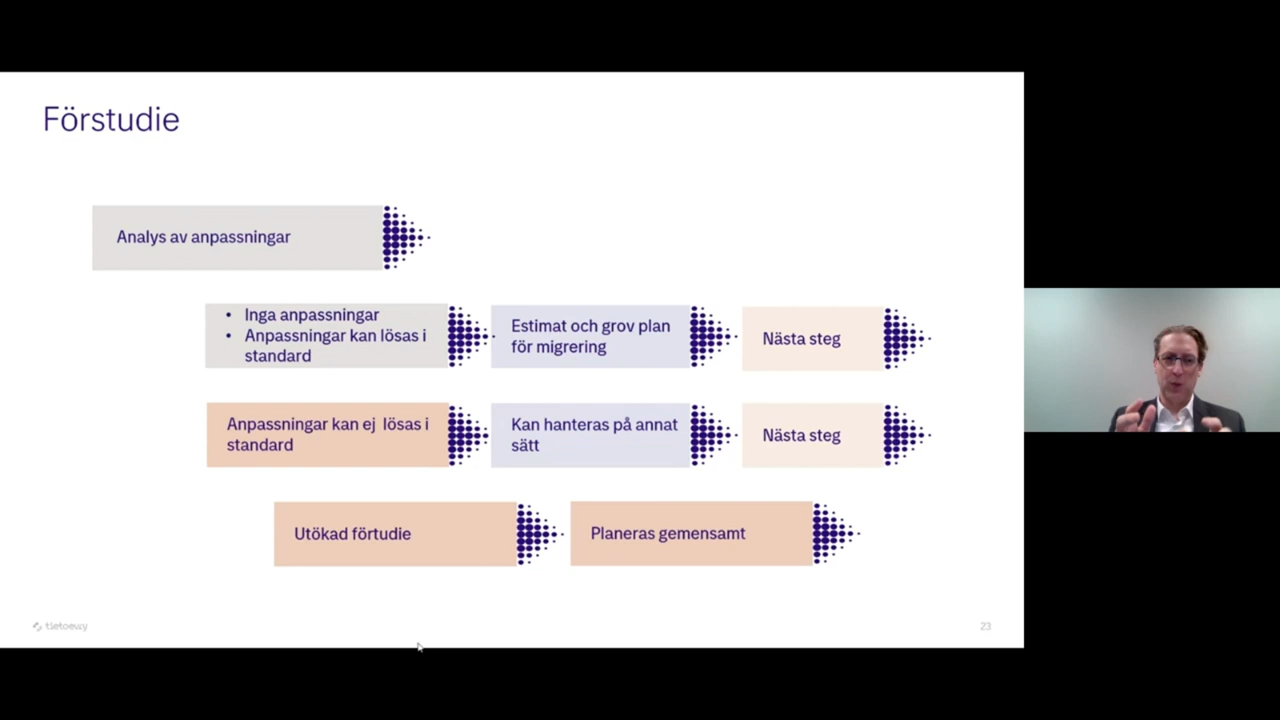 Förstudie
Analys av anpassningar
• Inga anpassningar
• Anpassningar kan lösas i
standard
Estimat och grov plan
för migrering
Nästa steg
Anpassningar kan ej lösas i
standard
Kan hanteras på annat
sätt
Nästa steg
Utökad förtudie
Planeras gemensamt
tietoevry
23